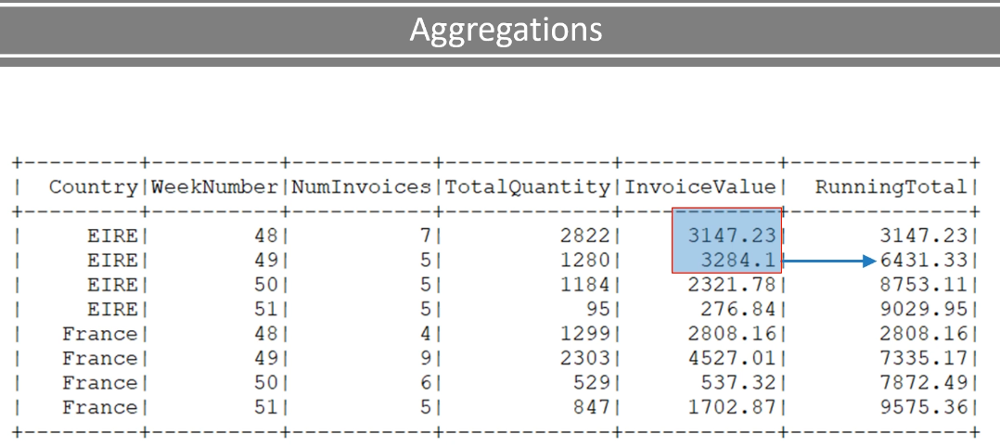 Aggregations
+---------+----------+-----------+-------------+------------+--------------+
|  Country|WeekNumber|NumInvoices|TotalQuantity|InvoiceValue|  RunningTotal|
+---------+----------+-----------+-------------+------------+--------------+
|     EIRE|        48|          7|         2822|     3147.23|       3147.23|
|     EIRE|        49|          5|         1280|      3284.1|       6431.33|
|     EIRE|        50|          5|         1184|     2321.78|       8753.11|
|     EIRE|        51|          5|           95|      276.84|       9029.95|
|   France|        48|          4|         1299|     2808.16|       2808.16|
|   France|        49|          9|         2303|     4527.01|       7335.17|
|   France|        50|          6|          529|      537.32|       7872.49|
|   France|        51|          5|          847|     1702.87|       9575.36|
+---------+----------+-----------+-------------+------------+--------------+